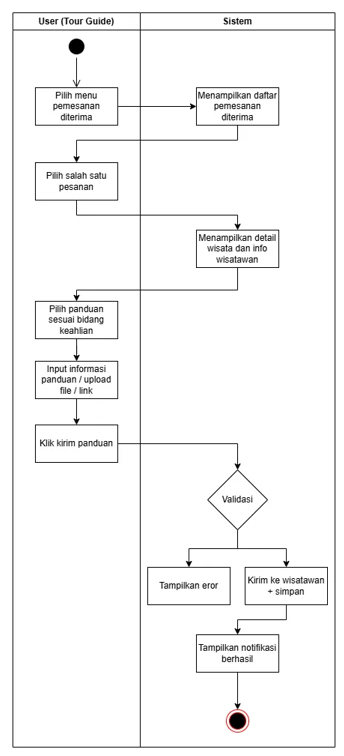 User (Tour Guide)
Sistem
Pilih menu
pemesanan
diterima
Menampilkan daftar
pemesanan
diterima
Pilih salah satu
pesanan
Menampilkan detail
wisata dan info
wisatawan
Pilih panduan
sesuai bidang
keahlian
Input informasi
panduan / upload
file / link
Klik kirim panduan
Validasi
Tampilkan eror
Kirim ke wisatawan
+ simpan
Tampilkan notifikasi
berhasil